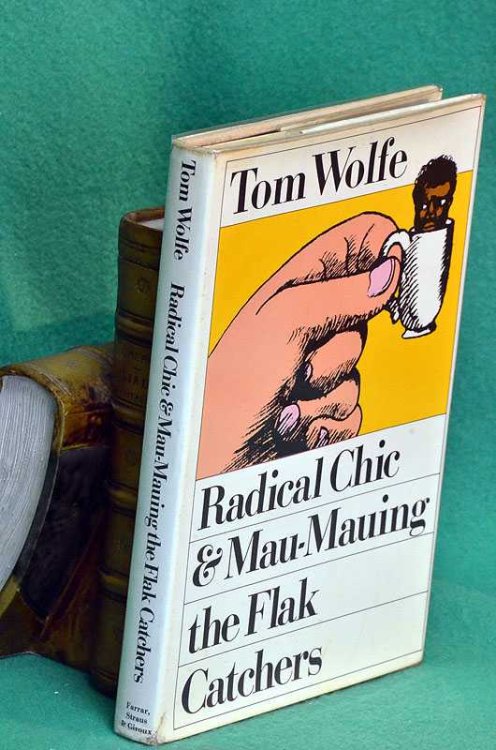 Tom Wolfe
Radical Chic
& Mau-Mauing
the Flak
Catchers
Tom Wolfe Radical Chic & Mau-Mauing the Flak Catchers
Farrar,
Straus
& Giroux